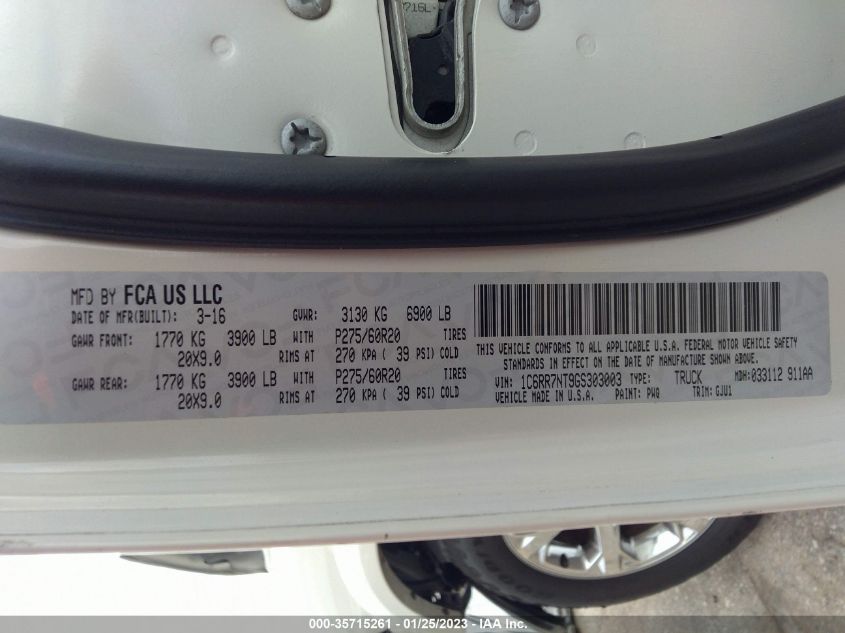 716L
MFD BY FCA US LLC
DATE OF MFR(BUILT): 3-16 GVWR: 3130 KG 6900 LB
GAWR FRONT: 1770 KG 3900 LB WITH P275/60R20 TIRES
20X9.0 RIMS AT 270 KPA ( 39 PSI) COLD
GAWR REAR: 1770 KG 3900 LB WITH P275/60R20 TIRES
20X9.0 RIMS AT 270 KPA ( 39 PSI) COLD
THIS VEHICLE CONFORMS TO ALL APPLICABLE U.S.A. FEDERAL MOTOR VEHICLE SAFETY
STANDARDS IN EFFECT ON THE DATE OF MANUFACTURE SHOWN ABOVE.
VIN: 1C6RR7NT9GS303003 TYPE: TRUCK MDH: 033112 911AA
VEHICLE MADE IN U.S.A. PAINT: PWQ TRIM: GJU1
000-35715261 - 01/25/2023 - IAA Inc.